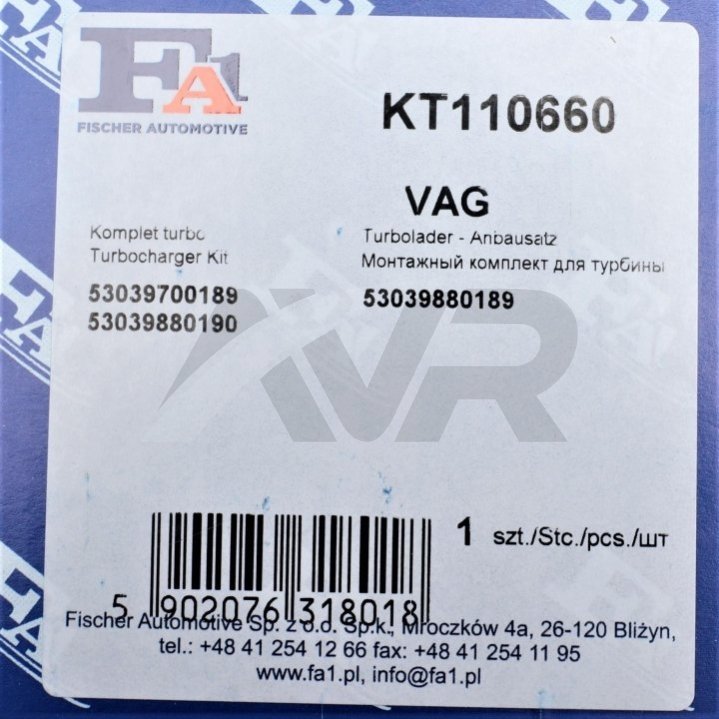 FA1
FISCHER AUTOMOTIVE
KT110660
VAG
Komplet turbo
Turbocharger Kit
Turbolader - Anbausatz
Монтажный комплект для турбины
53039700189
53039880190
53039880189
AVR
1 szt./Stc./pcs./шт
5 902076 318018
Fischer Automotive Sp. z o.o. Sp.k., Mroczków 4a, 26-120 Bliżyn,
tel.: +48 41 254 12 66 fax: +48 41 254 11 95
www.fa1.pl, info@fa1.pl